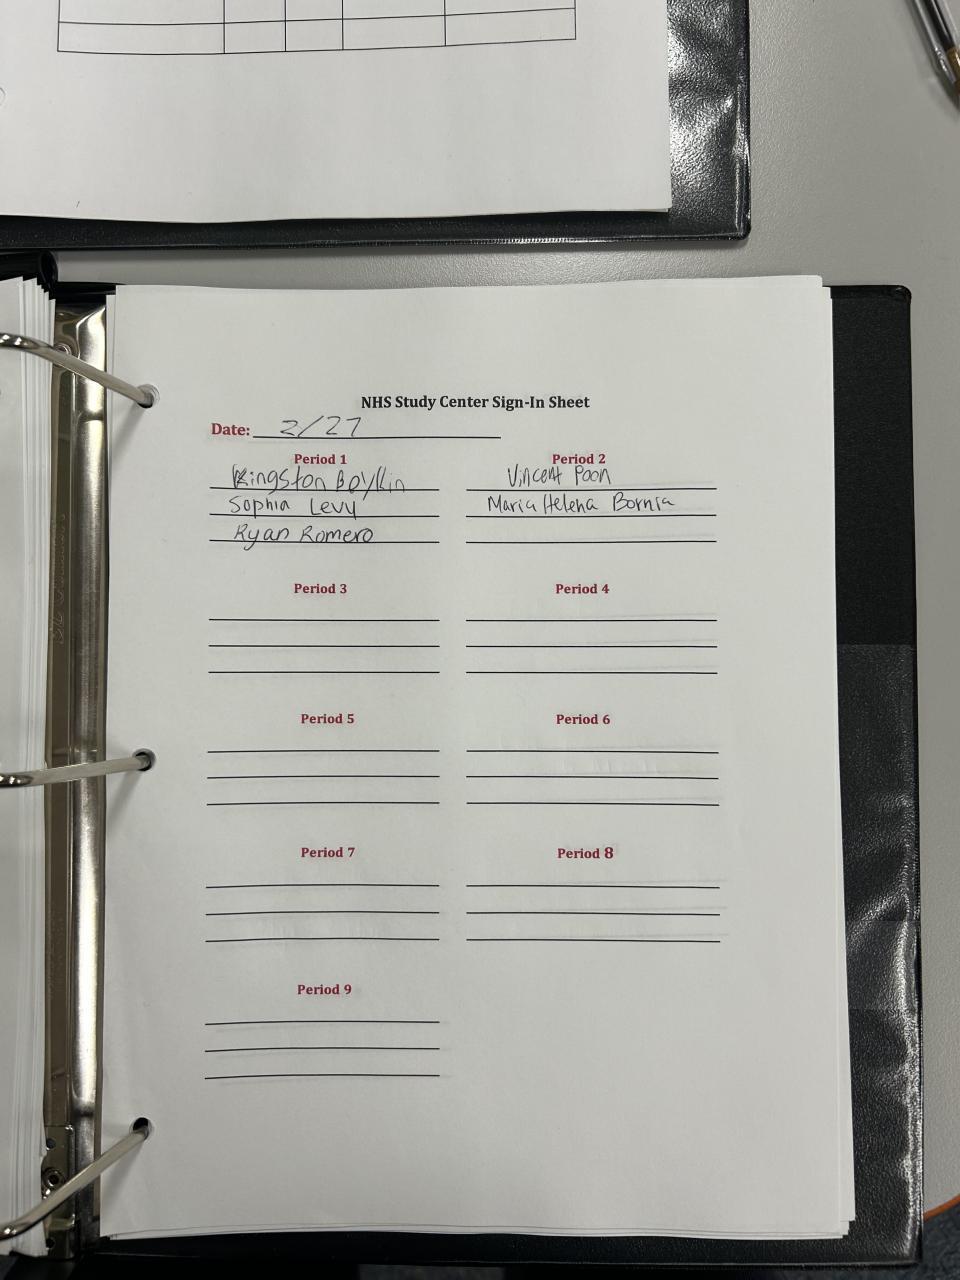 NHS Study Center Sign-In Sheet
Date: 2/27
Period 1
Kingston Boykin
Sophia Levy
Ryan Romero
Period 2
Vincent Poon
Maria Helena Bornia
Period 3
Period 4
Period 5
Period 6
Period 7
Period 8
Period 9